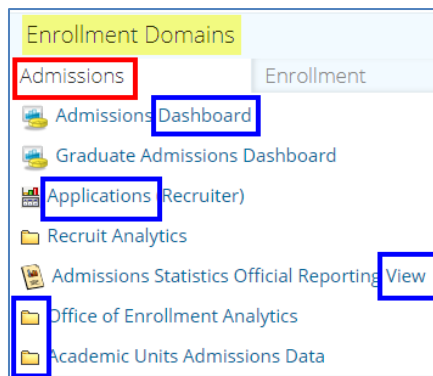 Enrollment Domains
Admissions Enrollment
Admissions Dashboard
Graduate Admissions Dashboard
Applications (Recruiter)
Recruit Analytics
Admissions Statistics Official Reporting View
Office of Enrollment Analytics
Academic Units Admissions Data